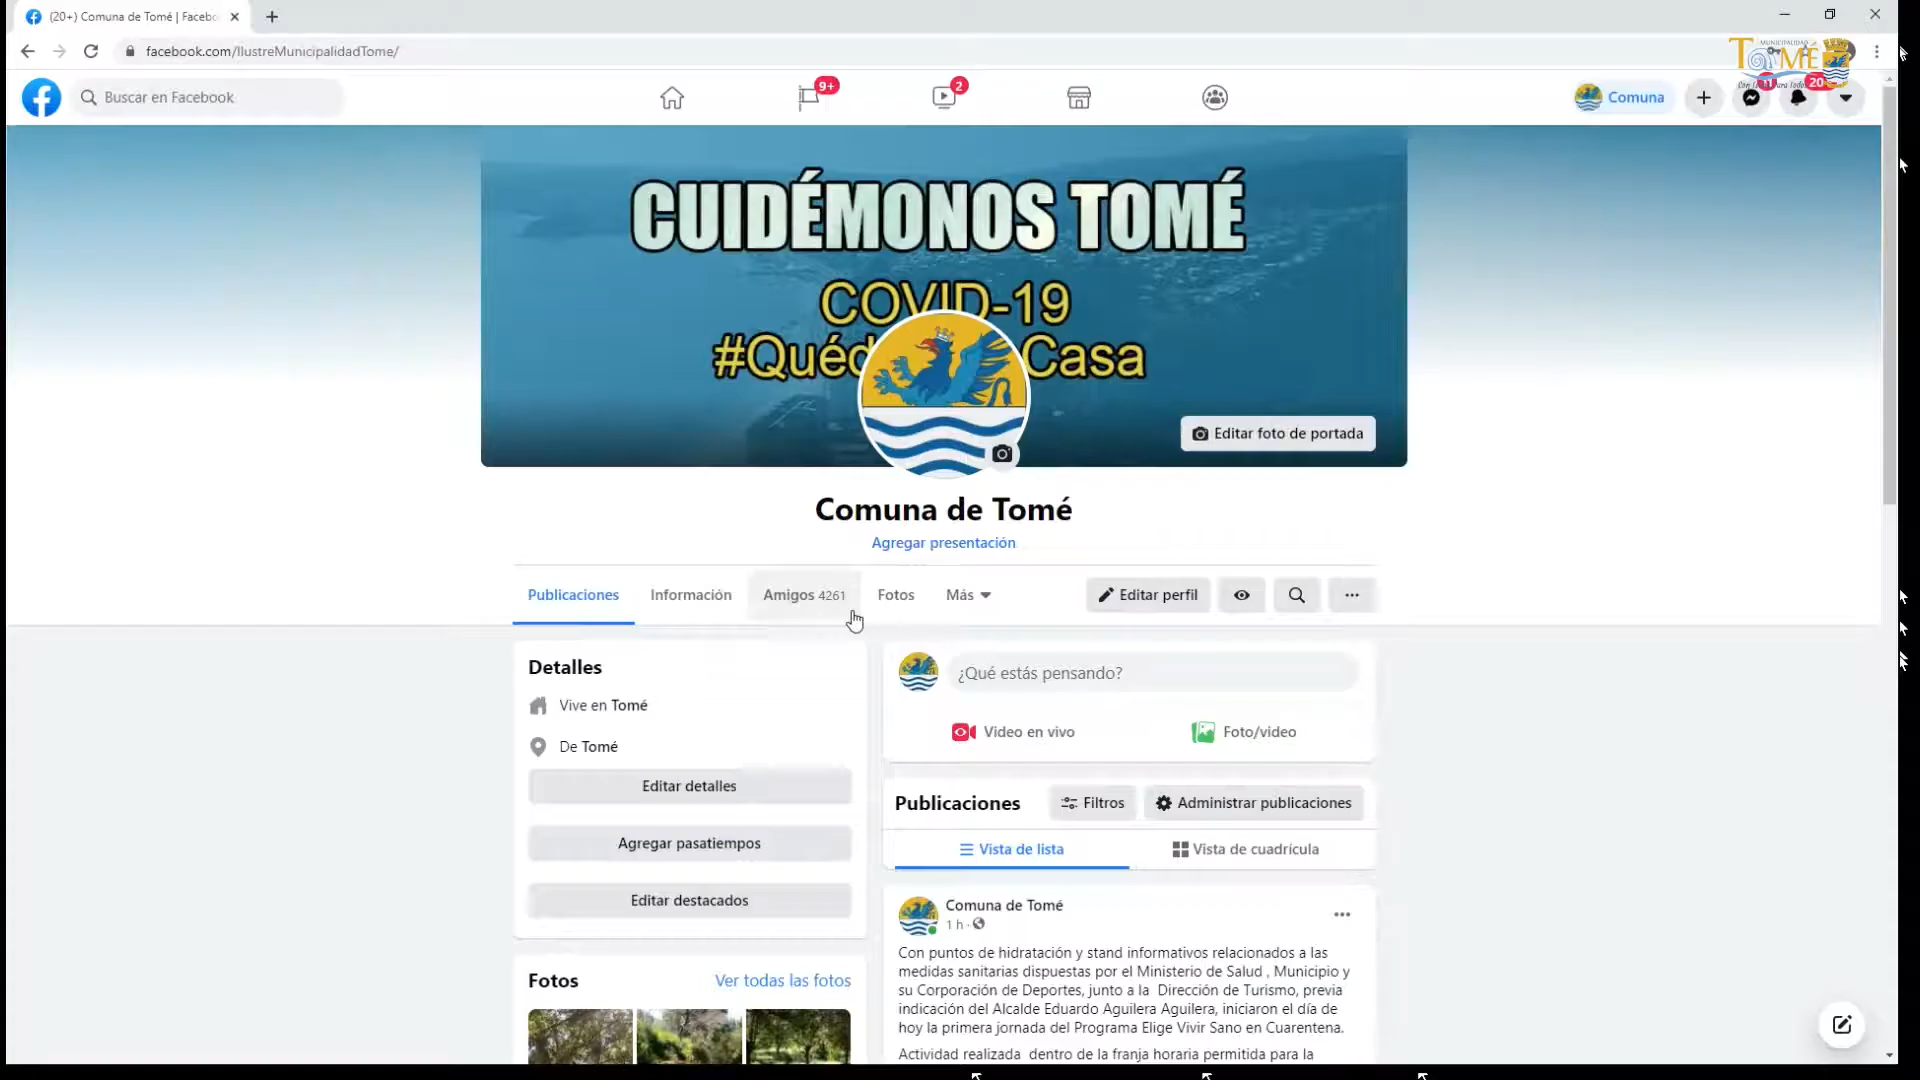 (20+) Comuna de Tomé | Facebo
facebook.com/IlustreMunicipalidadTome/
MUNICIPALIDAD
TOMÉ
Buscar en Facebook
9+
2
Comuna
20
CUIDÉMONOS TOMÉ
COVID-19
#Quéd Casa
Editar foto de portada
Comuna de Tomé
Agregar presentación
Publicaciones Información Amigos 4261 Fotos Más
Editar perfil
Detalles
Vive en Tomé
De Tomé
Editar detalles
Agregar pasatiempos
Editar destacados
Fotos Ver todas las fotos
¿Qué estás pensando?
Video en vivo Foto/video
Publicaciones Filtros Administrar publicaciones
Vista de lista Vista de cuadrícula
Comuna de Tomé
1 h ·
Con puntos de hidratación y stand informativos relacionados a las
medidas sanitarias dispuestas por el Ministerio de Salud , Municipio y
su Corporación de Deportes, junto a la Dirección de Turismo, previa
indicación del Alcalde Eduardo Aguilera Aguilera, iniciaron el día de
hoy la primera jornada del Programa Elige Vivir Sano en Cuarentena.
Actividad realizada dentro de la franja horaria permitida para la